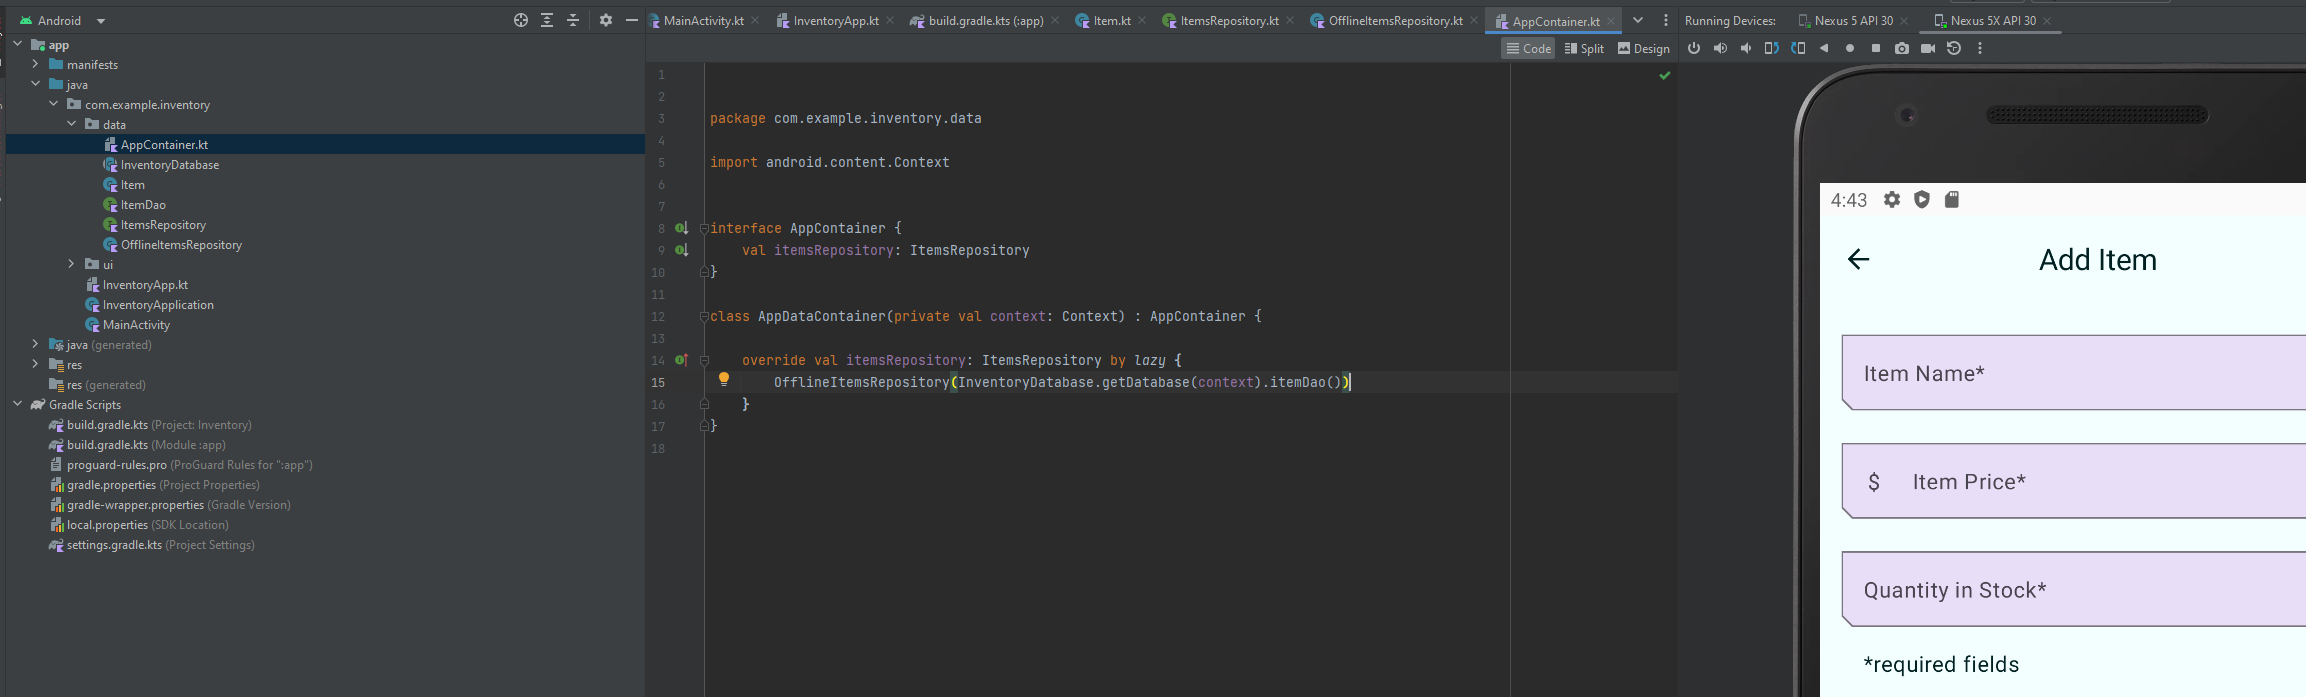 Android
MainActivity.kt
InventoryApp.kt
build.gradle.kts (:app)
Item.kt
ItemsRepository.kt
OfflineItemsRepository.kt
AppContainer.kt
Running Devices:
Nexus 5 API 30
Nexus 5X API 30
Code
Split
Design
app
manifests
java
com.example.inventory
data
AppContainer.kt
InventoryDatabase
Item
ItemDao
ItemsRepository
OfflineItemsRepository
ui
InventoryApp.kt
InventoryApplication
MainActivity
java (generated)
res
res (generated)
Gradle Scripts
build.gradle.kts (Project: Inventory)
build.gradle.kts (Module :app)
proguard-rules.pro (ProGuard Rules for ":app")
gradle.properties (Project Properties)
gradle-wrapper.properties (Gradle Version)
local.properties (SDK Location)
settings.gradle.kts (Project Settings)
1
2
3 package com.example.inventory.data
4
5 import android.content.Context
6
7
8 interface AppContainer {
9 val itemsRepository: ItemsRepository
10 }
11
12 class AppDataContainer(private val context: Context) : AppContainer {
13
14 override val itemsRepository: ItemsRepository by lazy {
15 OfflineItemsRepository(InventoryDatabase.getDatabase(context).itemDao())
16 }
17 }
18
4:43
Add Item
Item Name*
$ Item Price*
Quantity in Stock*
*required fields